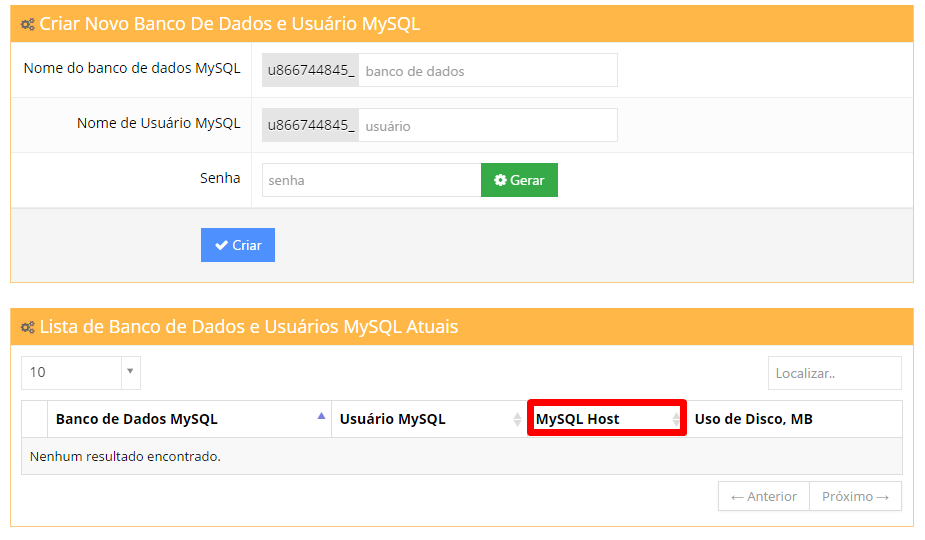 Criar Novo Banco De Dados e Usuário MySQL
Nome do banco de dados MySQL u866744845_ banco de dados
Nome de Usuário MySQL u866744845_ usuário
Senha senha Gerar
Criar
Lista de Banco de Dados e Usuários MySQL Atuais
10 Localizar..
Banco de Dados MySQL Usuário MySQL MySQL Host Uso de Disco, MB
Nenhum resultado encontrado.
← Anterior Próximo →